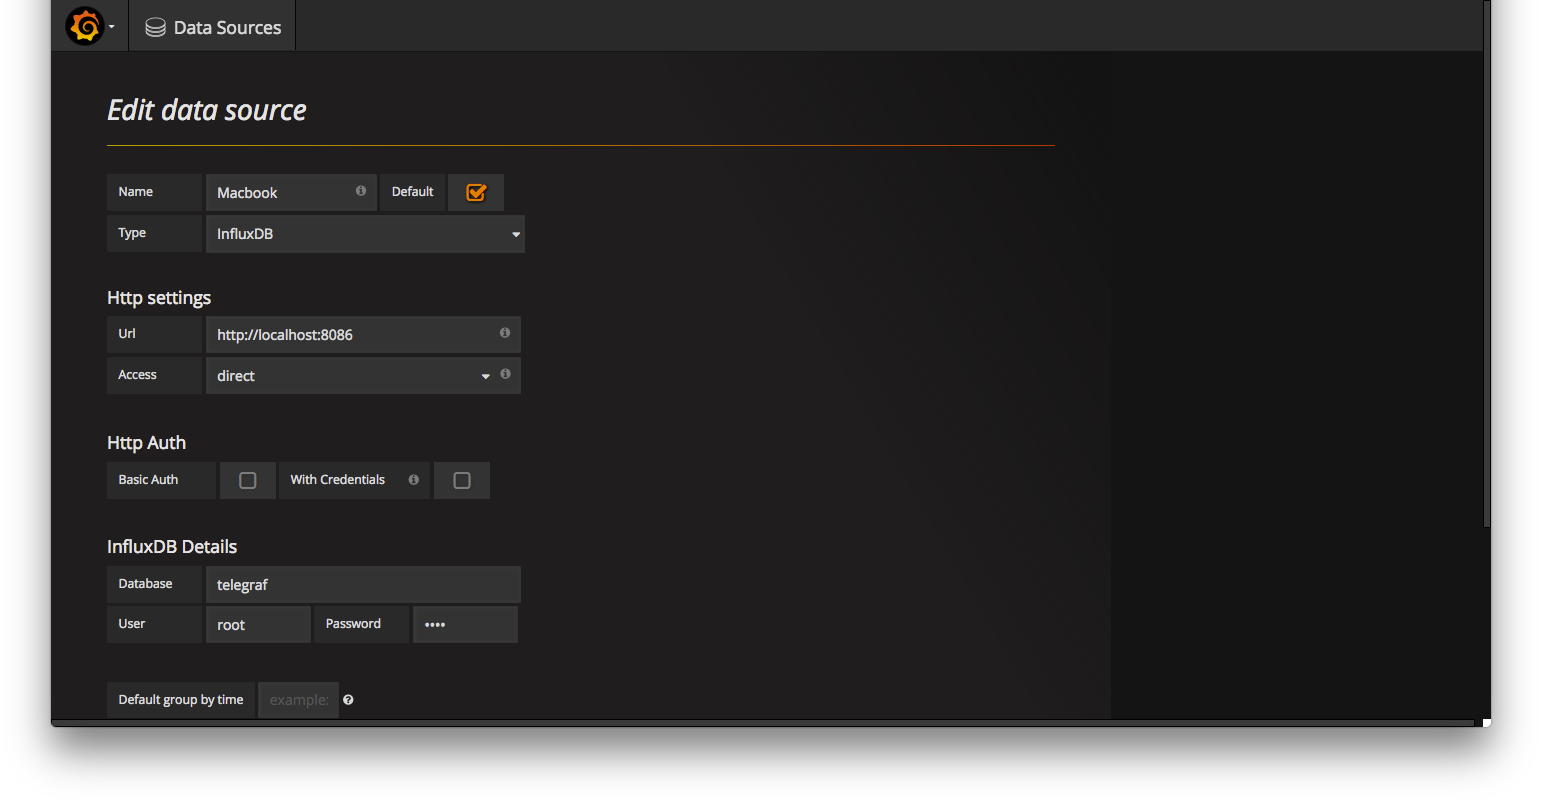 Data Sources
Edit data source
Name Macbook Default
Type InfluxDB
Http settings
Url http://localhost:8086
Access direct
Http Auth
Basic Auth With Credentials
InfluxDB Details
Database telegraf
User root Password ••••
Default group by time example: